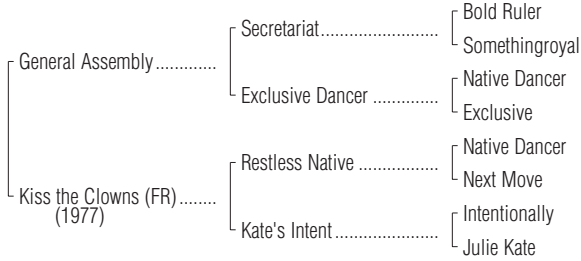 Bold Ruler
Secretariat
Somethingroyal
General Assembly
Native Dancer
Exclusive Dancer
Exclusive
Native Dancer
Restless Native
Next Move
Kiss the Clowns (FR)
(1977)
Intentionally
Kate's Intent
Julie Kate